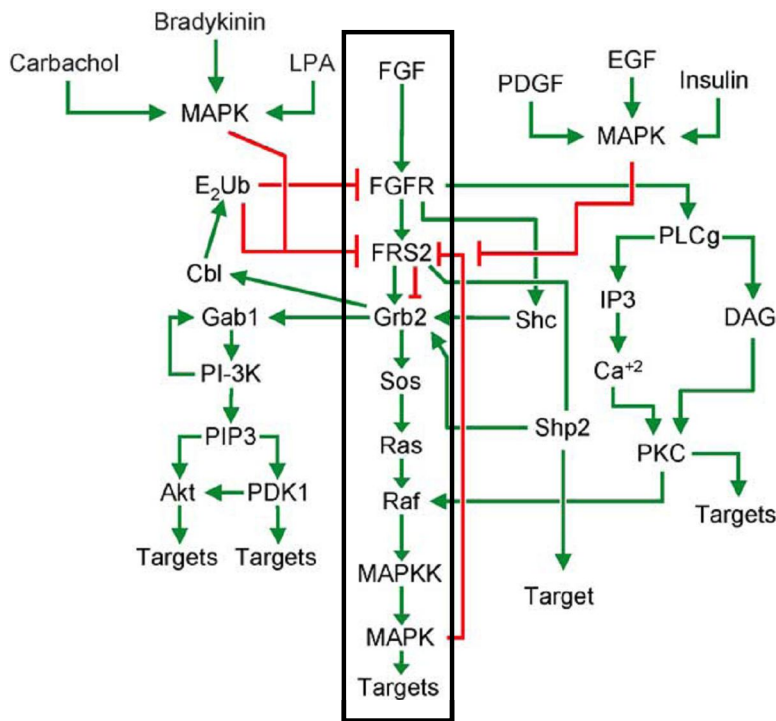 Bradykinin
Carbachol
LPA
MAPK
FGF
EGF
PDGF
Insulin
MAPK
E2Ub
FGFR
PLCg
FRS2
Cbl
IP3
DAG
Gab1
Grb2
Shc
PI-3K
Sos
Ca+2
PIP3
Ras
Shp2
PKC
Akt
PDK1
Raf
Targets
Targets
Targets
MAPKK
Target
MAPK
Targets